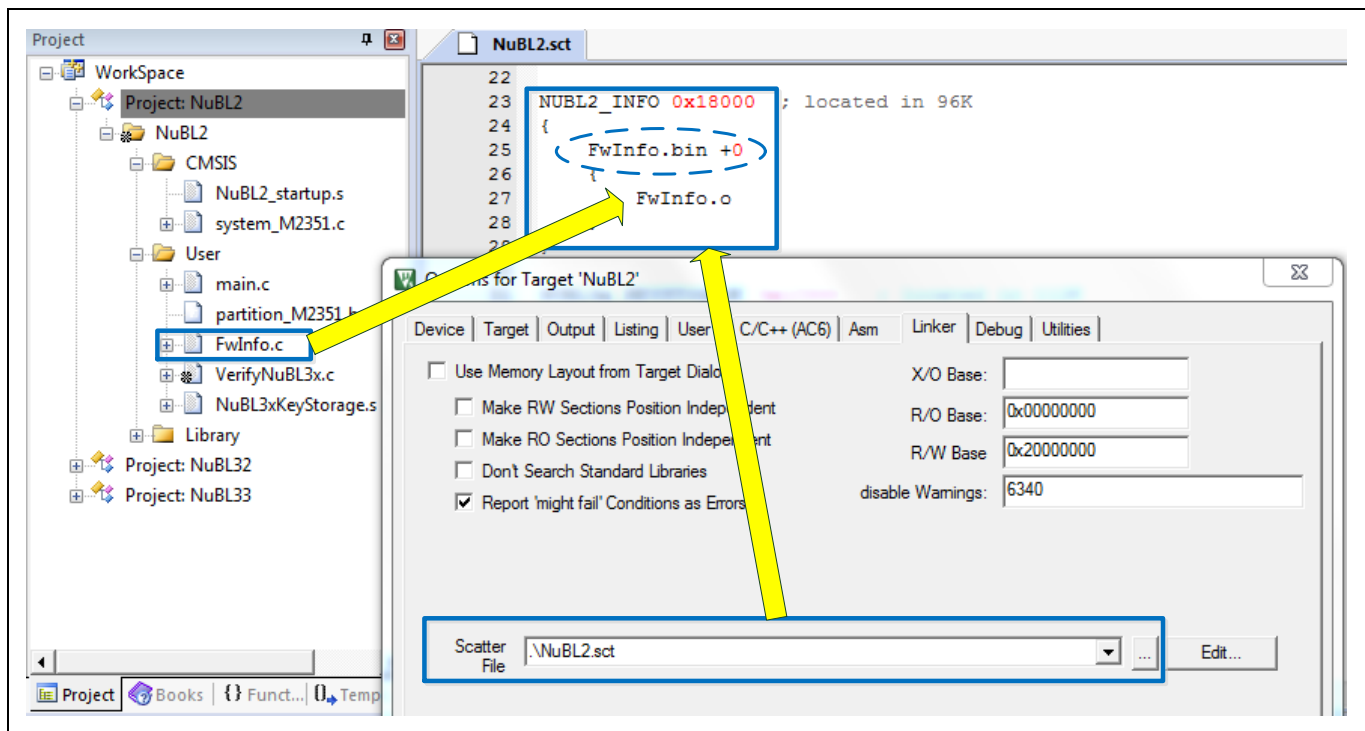 Project
WorkSpace
Project: NuBL2
NuBL2
CMSIS
NuBL2_startup.s
system_M2351.c
User
main.c
partition_M2351.h
FwInfo.c
VerifyNuBL3x.c
NuBL3xKeyStorage.s
Library
Project: NuBL32
Project: NuBL33
Project Books {} Funct... 0 Temp
NuBL2.sct
22
23 NUBL2_INFO 0x18000 ; located in 96K
24 {
25 FwInfo.bin +0
26 {
27 FwInfo.o
28
Options for Target 'NuBL2'
Device Target Output Listing User C/C++ (AC6) Asm Linker Debug Utilities
Use Memory Layout from Target Dialog
Make RW Sections Position Independent
Make RO Sections Position Independent
Don't Search Standard Libraries
Report 'might fail' Conditions as Errors
X/O Base:
R/O Base: 0x00000000
R/W Base 0x20000000
disable Warnings: 6340
Scatter File .\NuBL2.sct ... Edit...